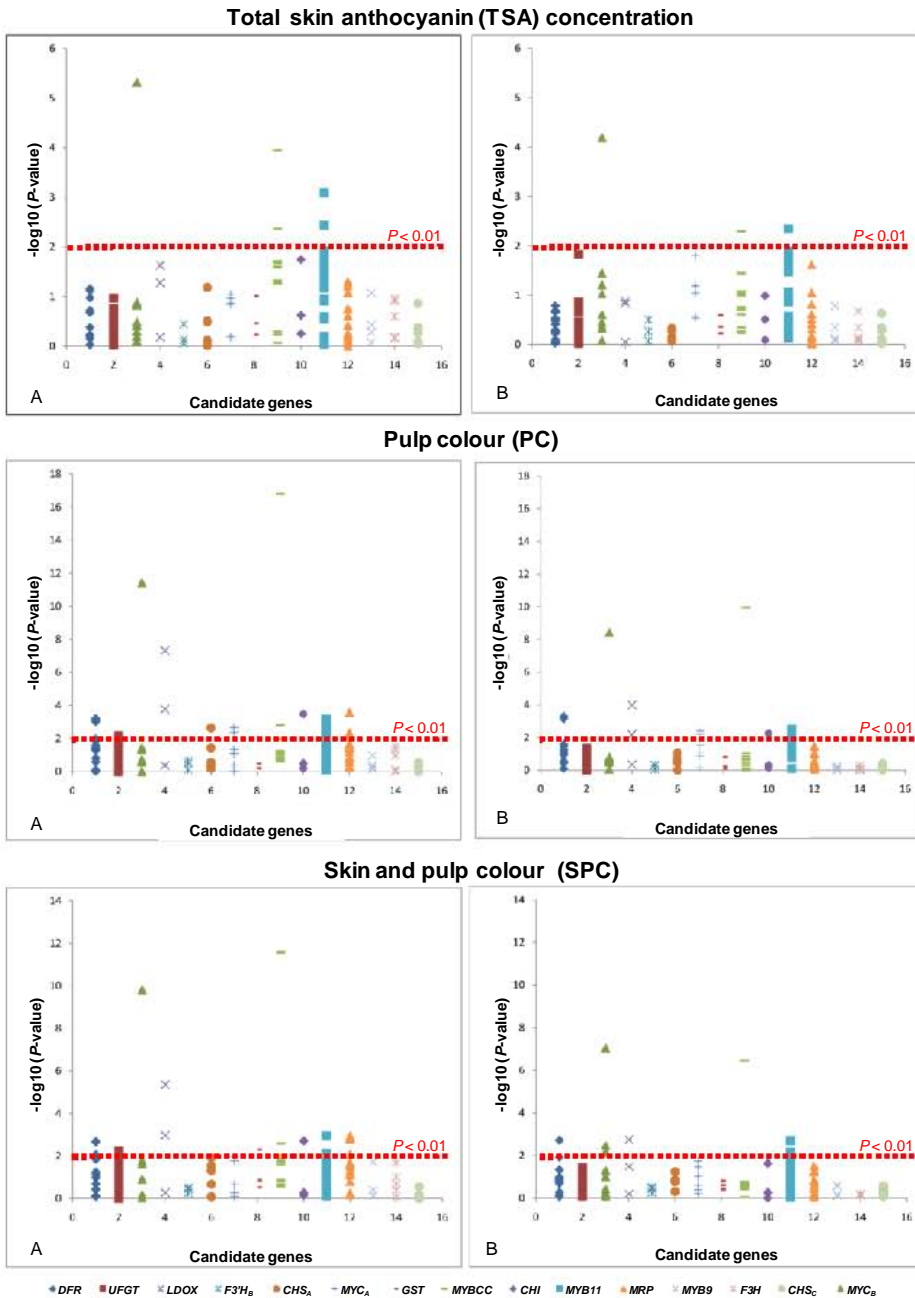 Total skin anthocyanin (TSA) concentration
6
5
4
3
2
1
0
-log10 (P-value)
P < 0.01
0 2 4 6 8 10 12 14 16
A
Candidate genes
6
5
4
3
2
1
0
-log10 (P-value)
P < 0.01
0 2 4 6 8 10 12 14 16
B
Candidate genes
Pulp colour (PC)
18
16
14
12
10
8
6
4
2
0
-log10 (P-value)
P < 0.01
0 2 4 6 8 10 12 14 16
A
Candidate genes
18
16
14
12
10
8
6
4
2
0
-log10 (P-value)
P < 0.01
0 2 4 6 8 10 12 14 16
B
Candidate genes
Skin and pulp colour (SPC)
14
12
10
8
6
4
2
0
-log10 (P-value)
P < 0.01
0 2 4 6 8 10 12 14 16
A
Candidate genes
14
12
10
8
6
4
2
0
-log10 (P-value)
P < 0.01
0 2 4 6 8 10 12 14 16
B
Candidate genes
DFR UFGT LDOX F3'H_B CHS_A MYC_A GST MYBCC CHI MYB11 MRP MYB9 F3H CHS_C MYC_B